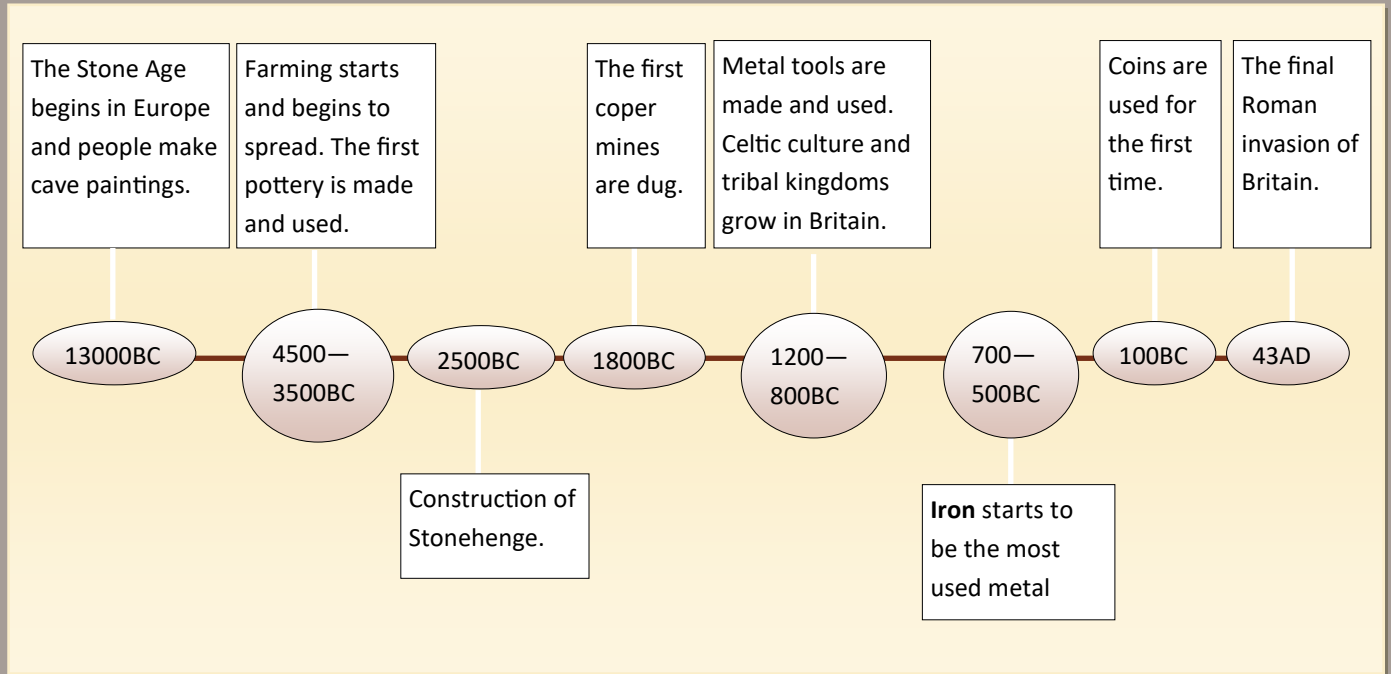 The Stone Age
begins in Europe
and people make
cave paintings.
Farming starts
and begins to
spread. The first
pottery is made
and used.
The first
coper
mines
are dug.
Metal tools are
made and used.
Celtic culture and
tribal kingdoms
grow in Britain.
Coins are
used for
the first
time.
The final
Roman
invasion of
Britain.
13000BC
4500—
3500BC
2500BC
1800BC
1200—
800BC
700—
500BC
100BC
43AD
Construction of
Stonehenge.
Iron starts to
be the most
used metal